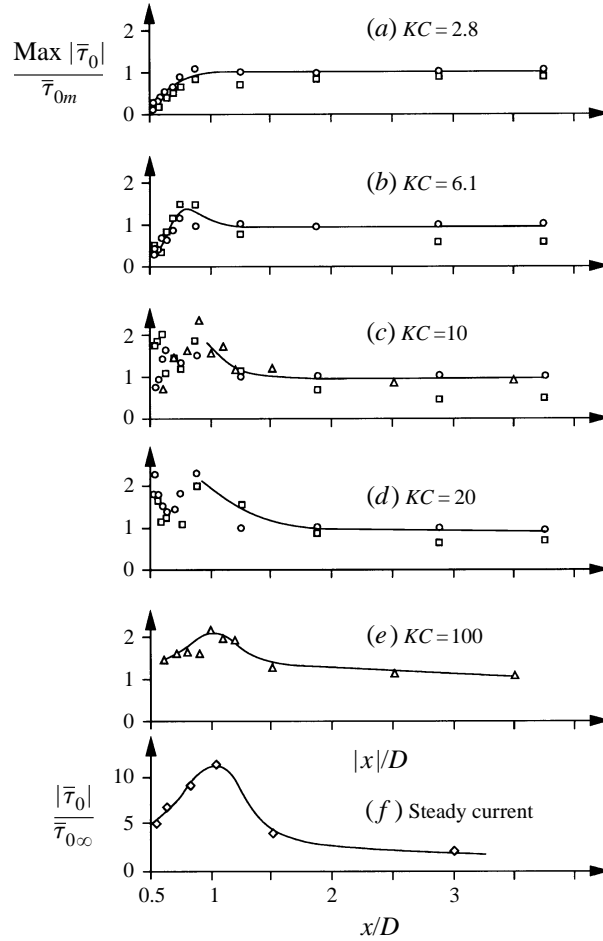 Max |τ̅₀|
τ̅₀ₘ
2
1
0
(a) KC = 2.8
2
1
0
(b) KC = 6.1
2
1
0
(c) KC = 10
2
1
0
(d) KC = 20
2
1
0
(e) KC = 100
|x|/D
|τ̅₀|
τ̅₀∞
10
5
0
(f) Steady current
0.5 1 2 3
x/D